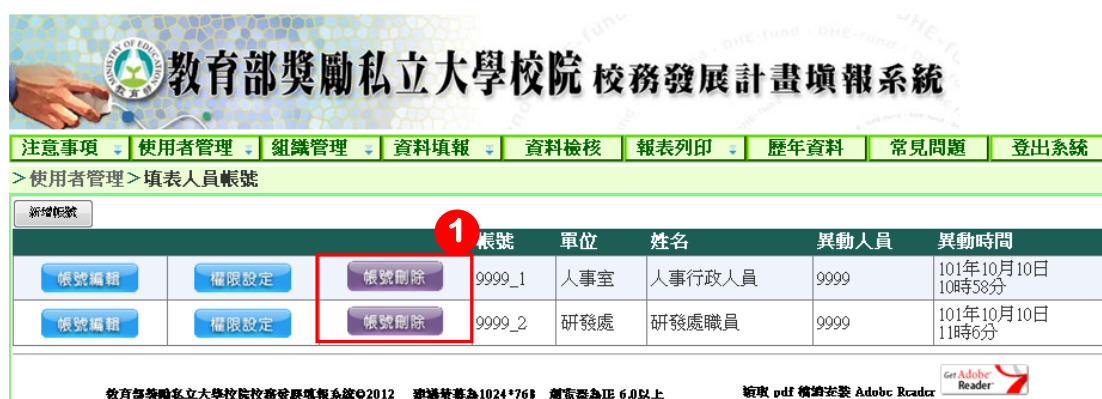 教育部獎勵私立大學校院 校務發展計畫填報系統
注意事項 使用者管理 組織管理 資料填報 資料檢核 報表列印 歷年資料 常見問題 登出系統
>使用者管理>填表人員帳號
新增帳號
1
帳號 單位 姓名 異動人員 異動時間
帳號編輯 權限設定 帳號刪除 9999_1 人事室 人事行政人員 9999 101年10月10日
10時58分
帳號編輯 權限設定 帳號刪除 9999_2 研發處 研發處職員 9999 101年10月10日
11時6分
教育部獎勵私立大學校院校務發展填報系統©2012 建議螢幕為1024*768 瀏覽器為IE 6.0以上 讀取 pdf 檔請安裝 Adobe Reader
Get Adobe
Reader